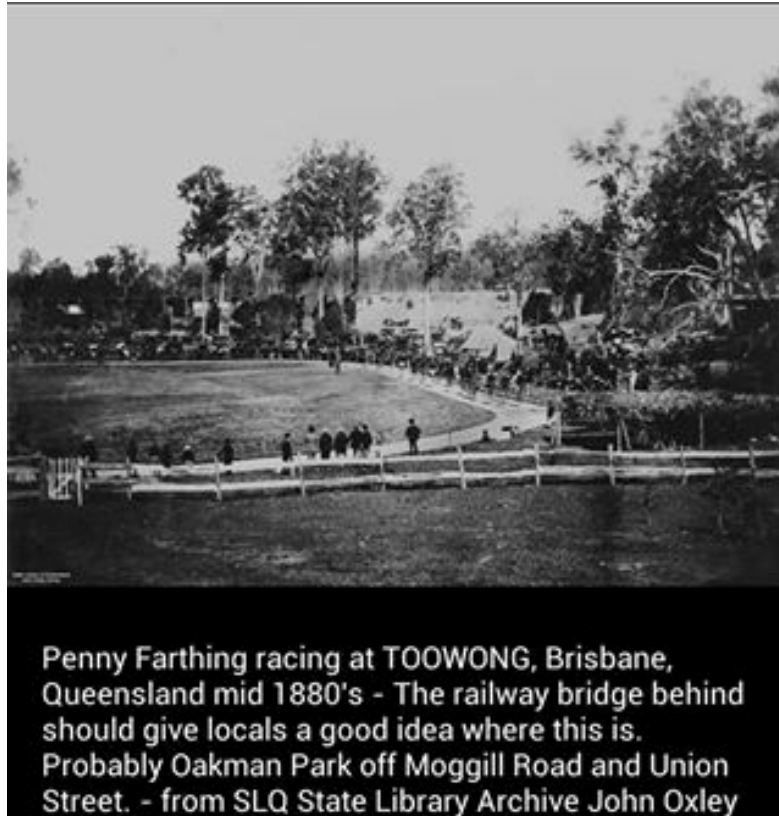 Penny Farthing racing at TOOWONG, Brisbane,
Queensland mid 1880's - The railway bridge behind
should give locals a good idea where this is.
Probably Oakman Park off Moggill Road and Union
Street. - from SLQ State Library Archive John Oxley